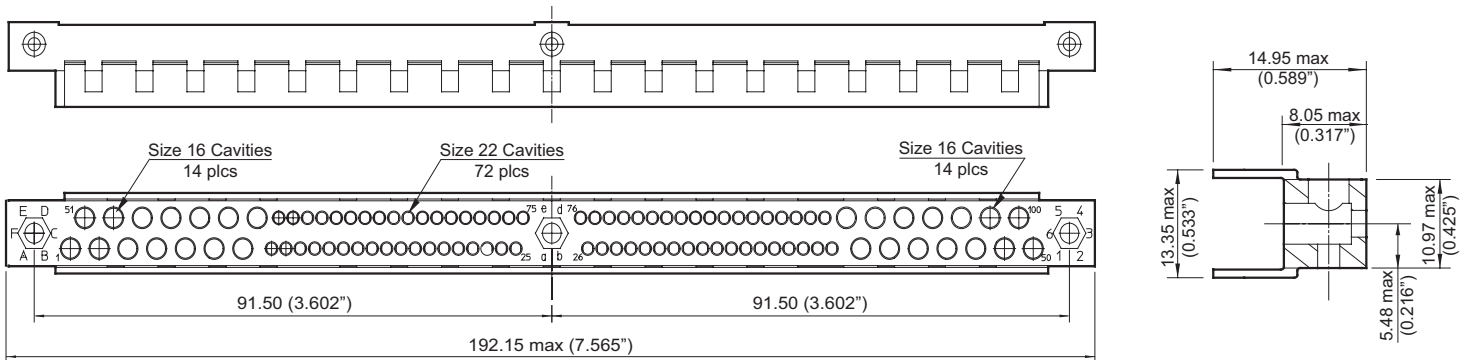 14.95 max
(0.589”)
8.05 max
(0.317”)
Size 16 Cavities
14 plcs
Size 22 Cavities
72 plcs
Size 16 Cavities
14 plcs
E D 51 75 e d 76 100 5 4
F C 6 3
A B 1 25 a b 26 50 1 2
13.35 max
(0.533”)
10.97 max
(0.425”)
5.48 max
(0.216”)
91.50 (3.602”) 91.50 (3.602”)
192.15 max (7.565”)